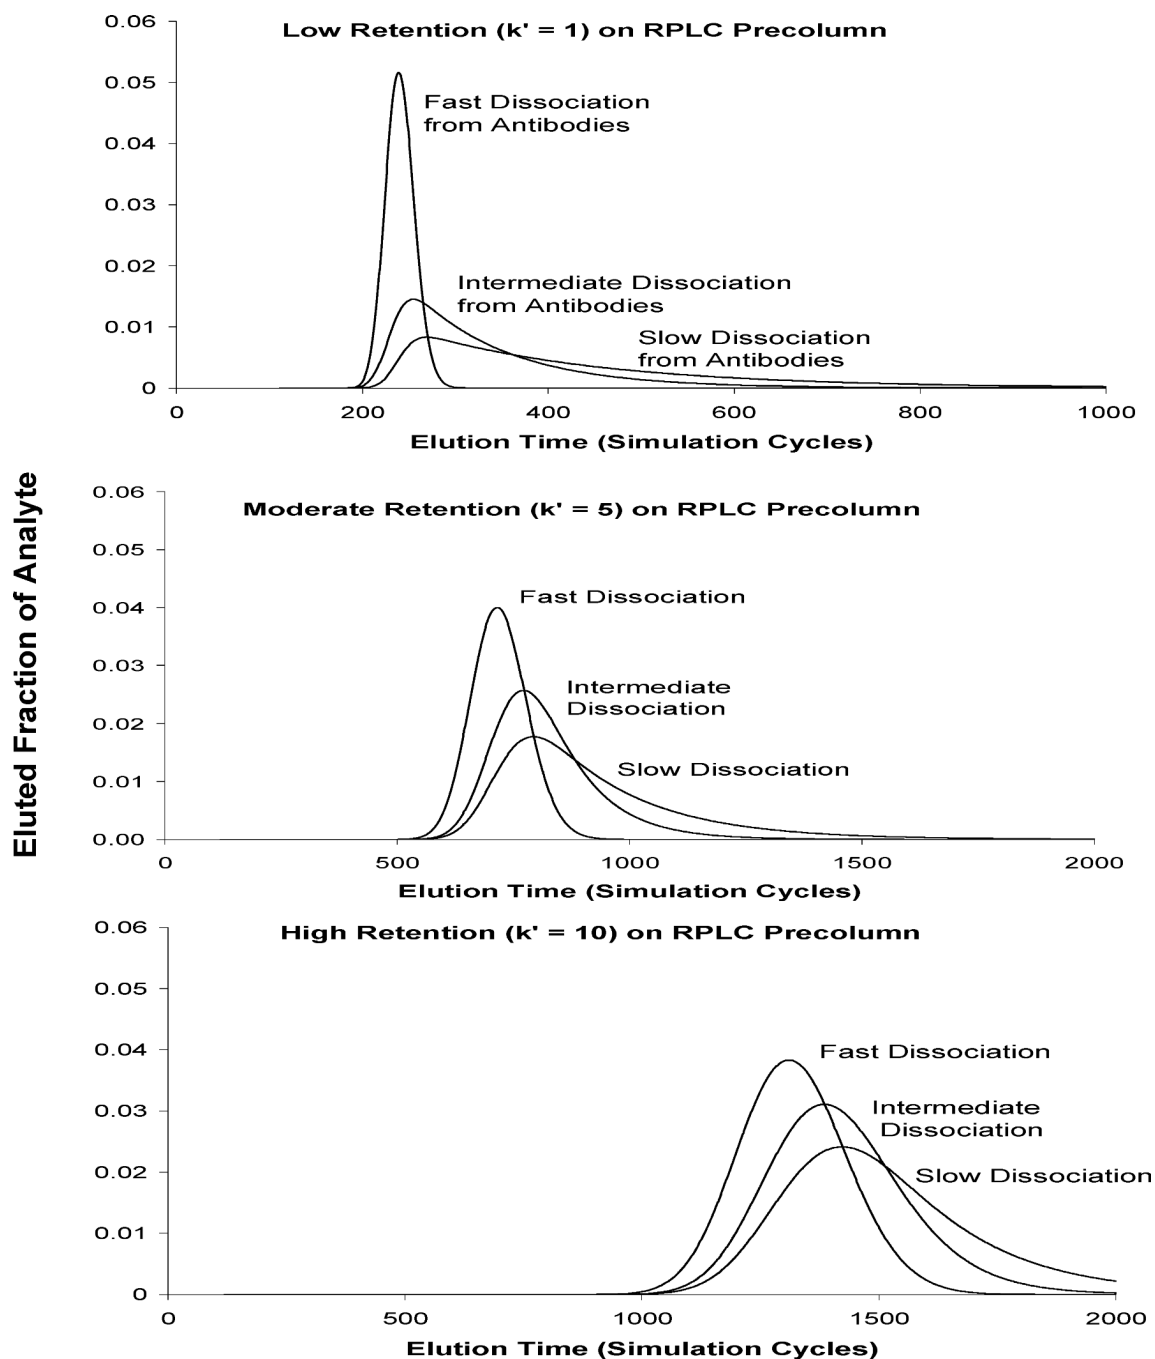 Eluted Fraction of Analyte
Low Retention (k' = 1) on RPLC Precolumn
0.06
0.05
0.04
0.03
0.02
0.01
0
Fast Dissociation
from Antibodies
Intermediate Dissociation
from Antibodies
Slow Dissociation
from Antibodies
0 200 400 600 800 1000
Elution Time (Simulation Cycles)
Moderate Retention (k' = 5) on RPLC Precolumn
0.06
0.05
0.04
0.03
0.02
0.01
0.00
Fast Dissociation
Intermediate
Dissociation
Slow Dissociation
0 500 1000 1500 2000
Elution Time (Simulation Cycles)
High Retention (k' = 10) on RPLC Precolumn
0.06
0.05
0.04
0.03
0.02
0.01
0
Fast Dissociation
Intermediate
Dissociation
Slow Dissociation
0 500 1000 1500 2000
Elution Time (Simulation Cycles)